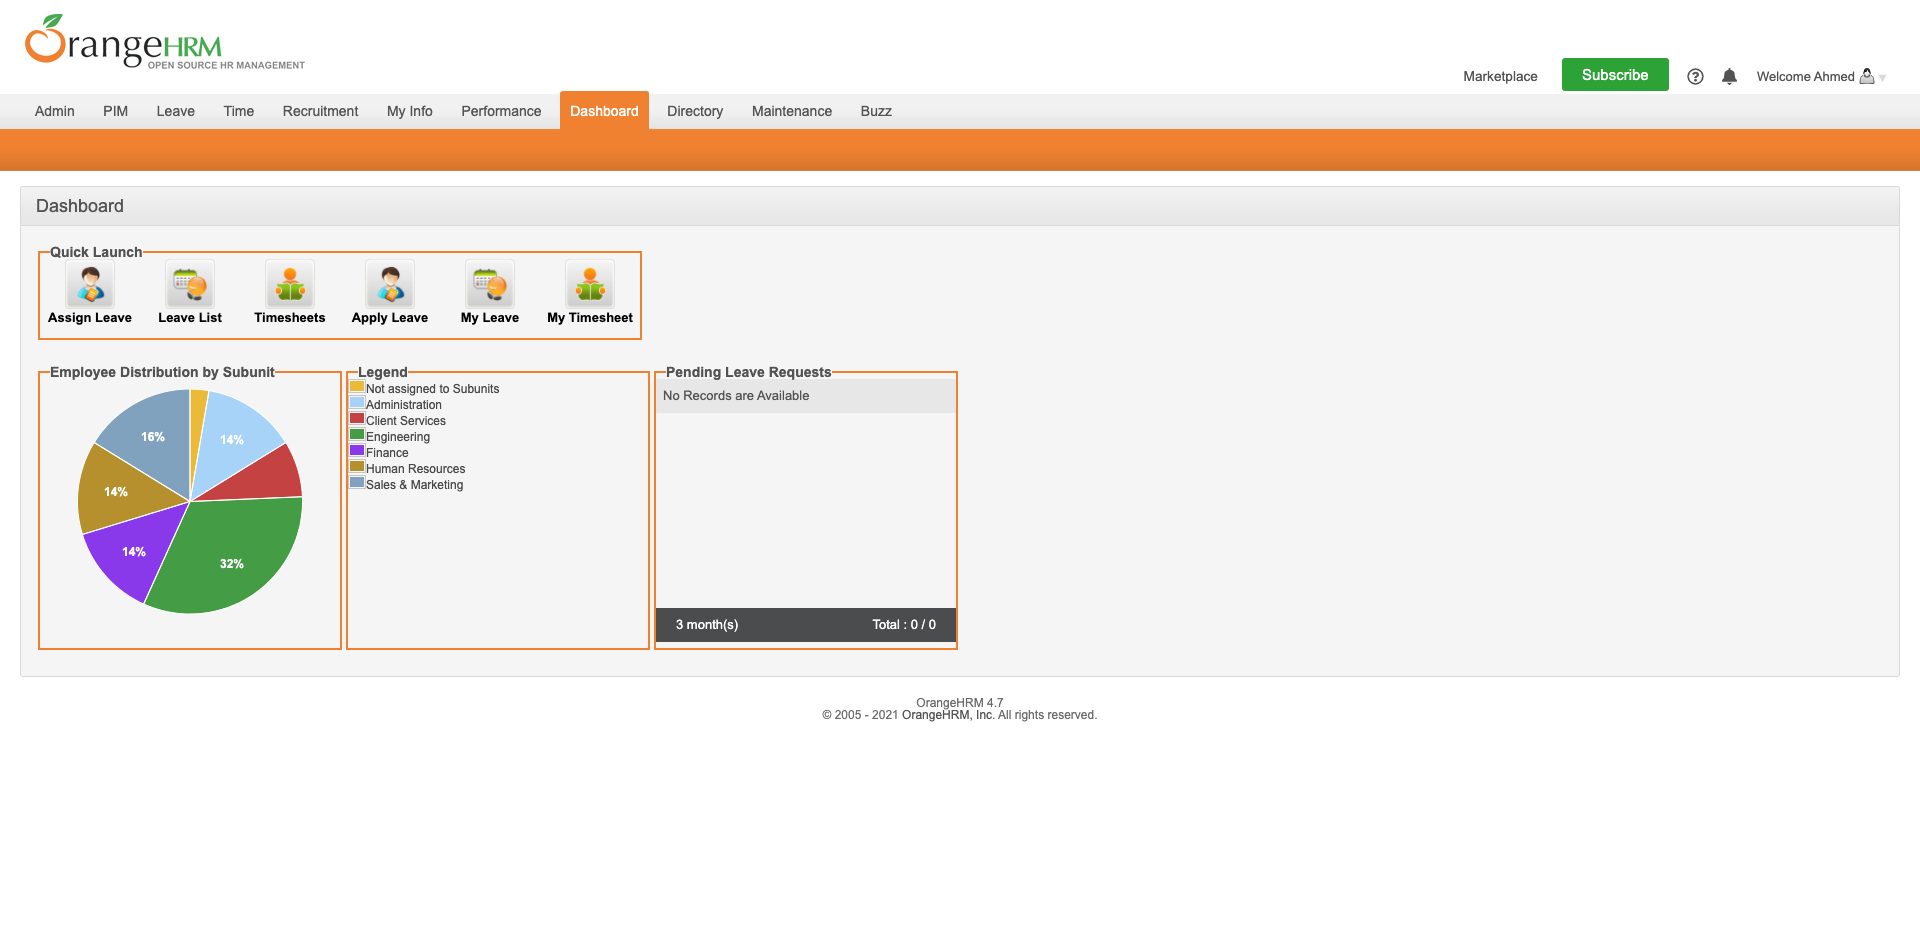 OrangeHRM
OPEN SOURCE HR MANAGEMENT
Marketplace Subscribe Welcome Ahmed
Admin PIM Leave Time Recruitment My Info Performance Dashboard Directory Maintenance Buzz
Dashboard
Quick Launch
Assign Leave Leave List Timesheets Apply Leave My Leave My Timesheet
Employee Distribution by Subunit
16%
14%
14%
14%
32%
Legend
Not assigned to Subunits
Administration
Client Services
Engineering
Finance
Human Resources
Sales & Marketing
Pending Leave Requests
No Records are Available
3 month(s) Total : 0 / 0
OrangeHRM 4.7
© 2005 - 2021 OrangeHRM, Inc. All rights reserved.